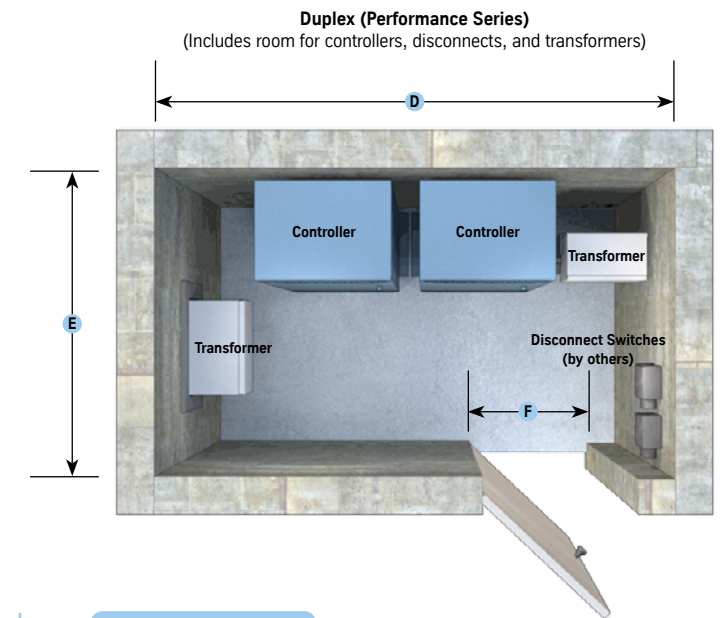 Duplex (Performance Series)
(Includes room for controllers, disconnects, and transformers)
D
Controller
Controller
Transformer
E
Transformer
Disconnect Switches
(by others)
F